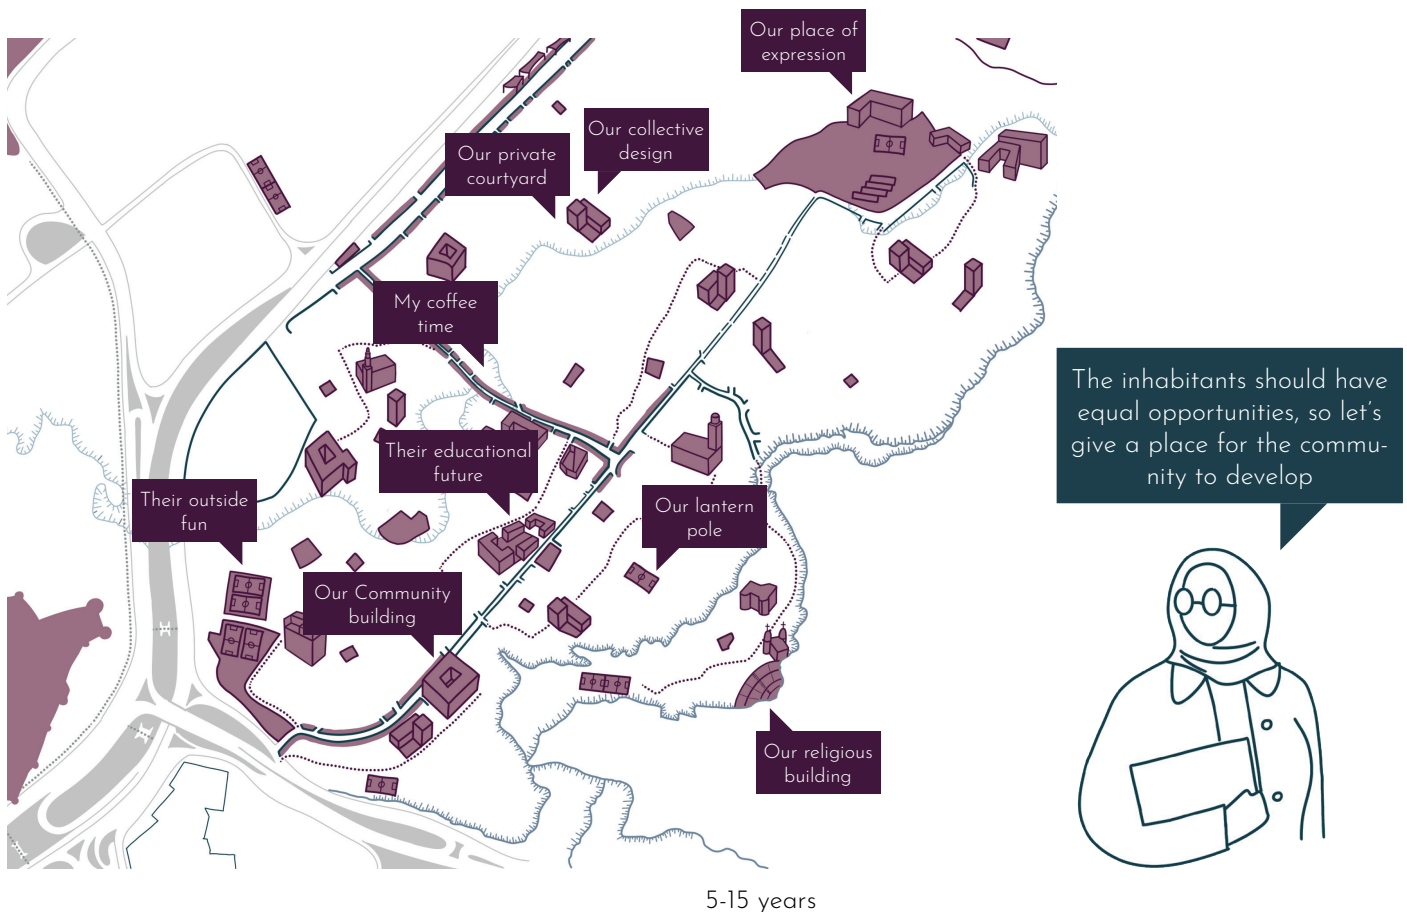 Our place of
expression
Our collective
design
Our private
courtyard
My coffee
time
Their educational
future
Their outside
fun
Our lantern
pole
Our Community
building
Our religious
building
The inhabitants should have
equal opportunities, so let's
give a place for the commu-
nity to develop
5-15 years